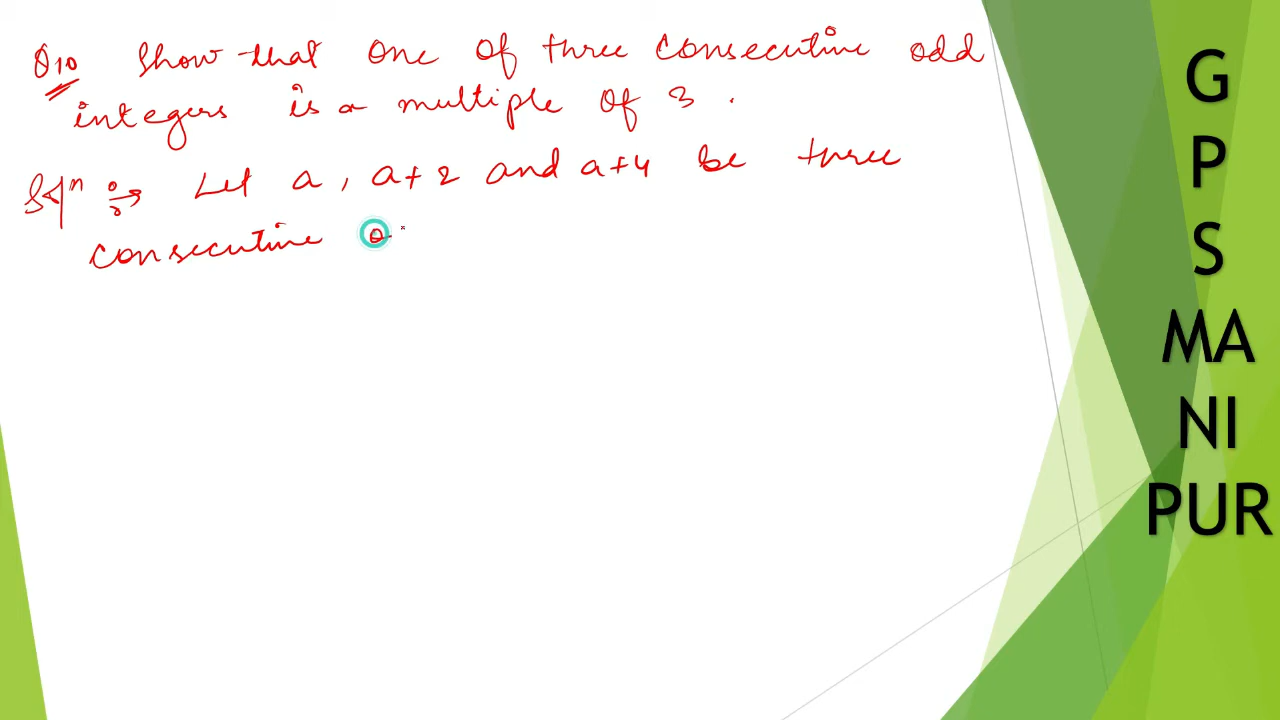 Q10 Show that one of three consecutive odd
integers is a multiple of 3.
Sol^n :→ Let a, a+2 and a+4 be three
consecutive o
G
P
S
MA
NI
PUR